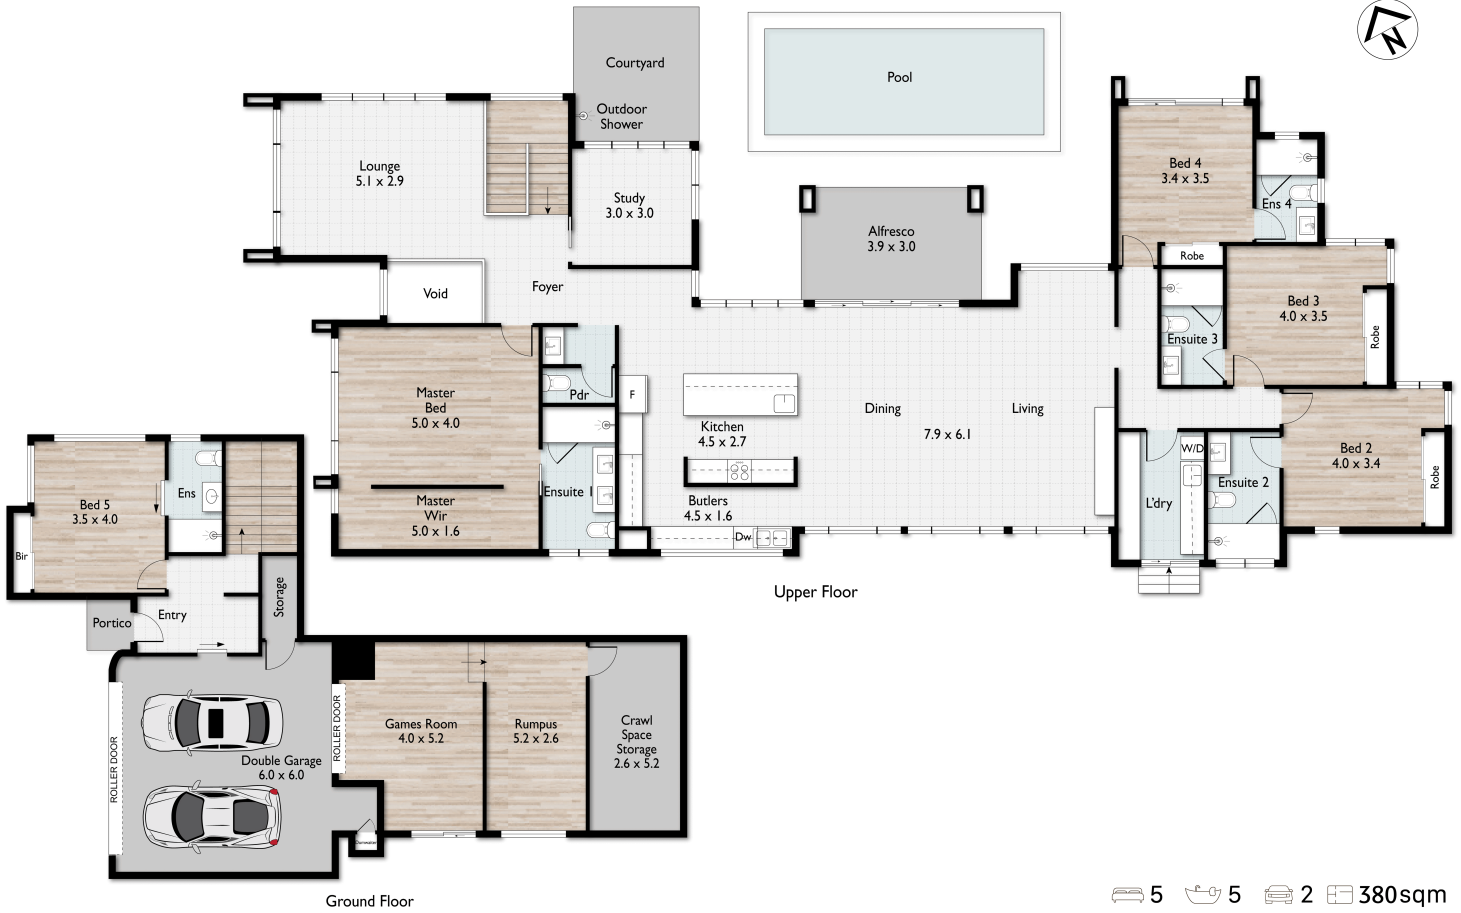 N
Courtyard
Outdoor
Shower
Pool
Lounge
5.1 x 2.9
Study
3.0 x 3.0
Alfresco
3.9 x 3.0
Bed 4
3.4 x 3.5
Ens 4
Robe
Void
Foyer
Bed 3
4.0 x 3.5
Robe
Ensuite 3
Master
Bed
5.0 x 4.0
Pdr
F
Kitchen
4.5 x 2.7
Dining
Living
7.9 x 6.1
Bed 2
4.0 x 3.4
Robe
W/D
L'dry
Ensuite 2
Ensuite 1
Master
Wir
5.0 x 1.6
Butlers
4.5 x 1.6
Dw
Upper Floor
Bed 5
3.5 x 4.0
Ens
Bir
Storage
Portico
Entry
ROLLER DOOR
Double Garage
6.0 x 6.0
ROLLER DOOR
Games Room
4.0 x 5.2
Rumpus
5.2 x 2.6
Crawl
Space
Storage
2.6 x 5.2
Dumwaiter
Ground Floor
5 5 2 380sqm